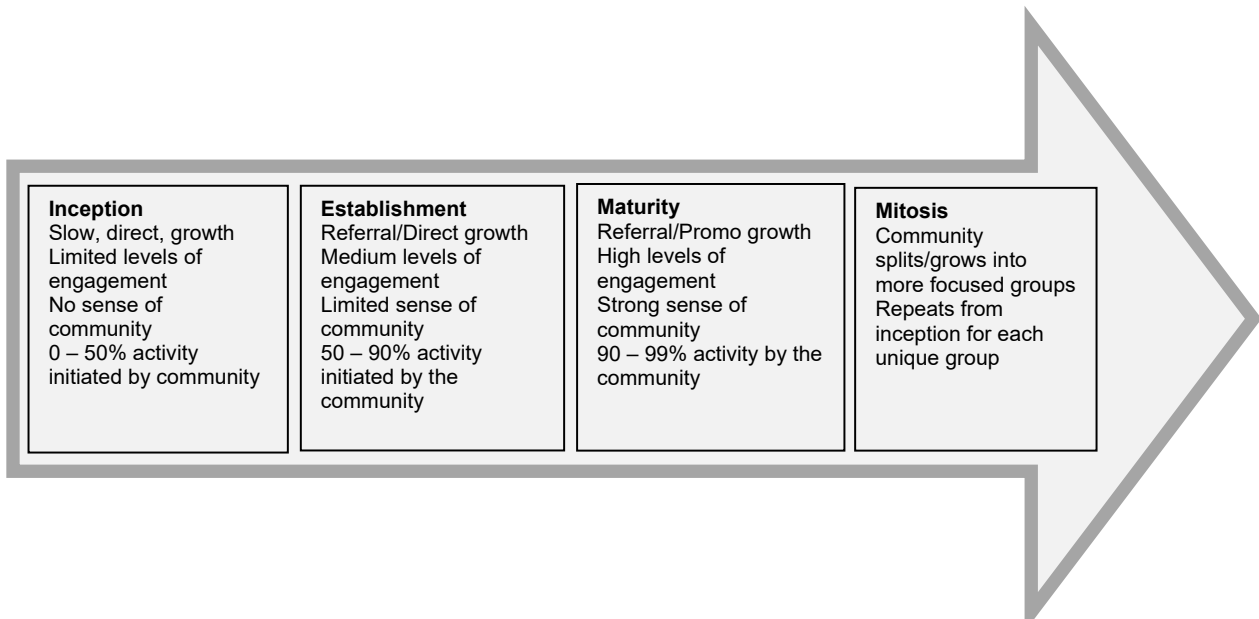 Inception
Slow, direct, growth
Limited levels of
engagement
No sense of
community
0 – 50% activity
initiated by community
Establishment
Referral/Direct growth
Medium levels of
engagement
Limited sense of
community
50 – 90% activity
initiated by the
community
Maturity
Referral/Promo growth
High levels of
engagement
Strong sense of
community
90 – 99% activity by the
community
Mitosis
Community
splits/grows into
more focused groups
Repeats from
inception for each
unique group